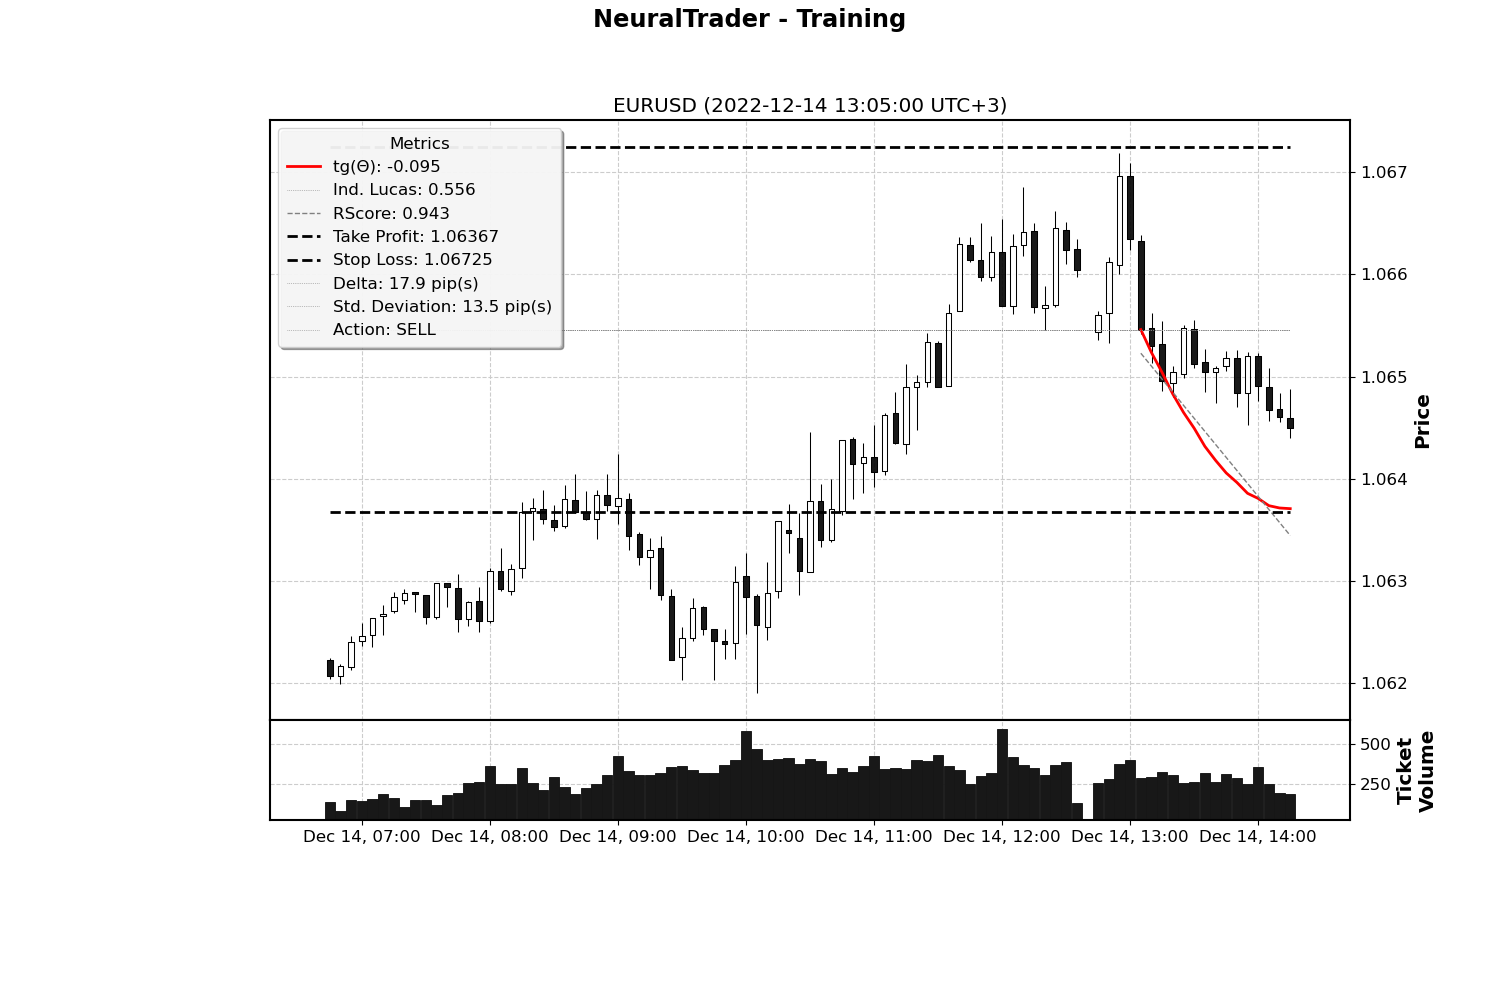 NeuralTrader - Training
EURUSD (2022-12-14 13:05:00 UTC+3)
Metrics
tg(Θ): -0.095
Ind. Lucas: 0.556
RScore: 0.943
Take Profit: 1.06367
Stop Loss: 1.06725
Delta: 17.9 pip(s)
Std. Deviation: 13.5 pip(s)
Action: SELL
1.067
1.066
1.065
1.064
1.063
1.062
Price
500
250
Ticket
Volume
Dec 14, 07:00 Dec 14, 08:00 Dec 14, 09:00 Dec 14, 10:00 Dec 14, 11:00 Dec 14, 12:00 Dec 14, 13:00 Dec 14, 14:00